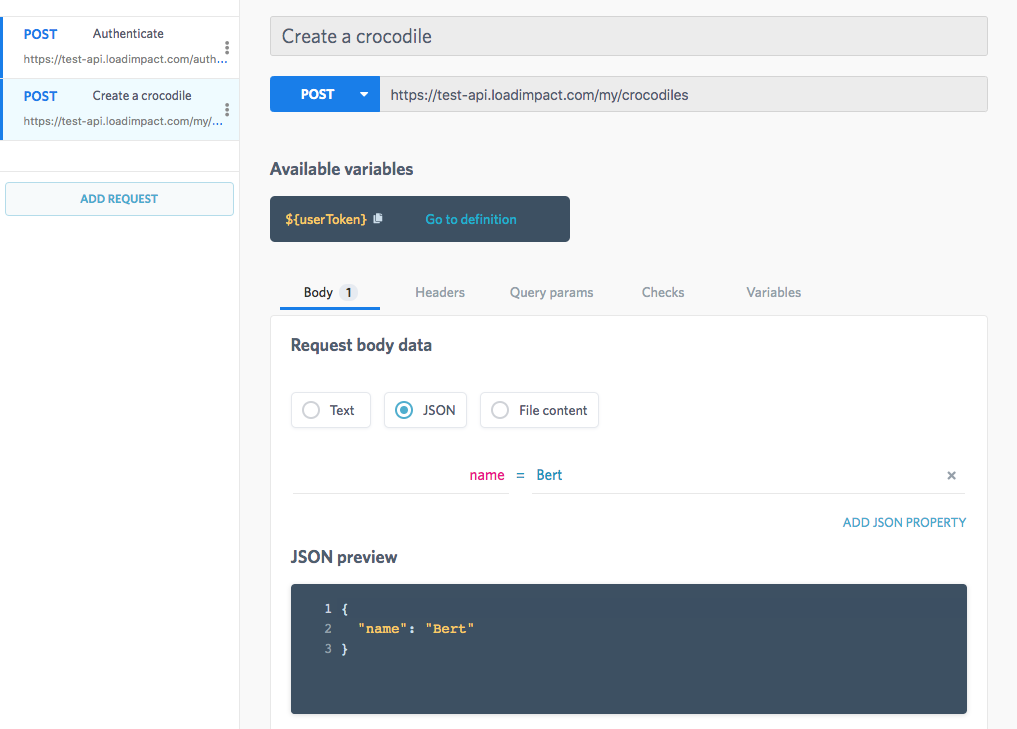 POST Authenticate
https://test-api.loadimpact.com/auth...
POST Create a crocodile
https://test-api.loadimpact.com/my/...
ADD REQUEST
Create a crocodile
POST https://test-api.loadimpact.com/my/crocodiles
Available variables
${userToken} Go to definition
Body 1 Headers Query params Checks Variables
Request body data
Text JSON File content
name = Bert ×
ADD JSON PROPERTY
JSON preview
1 {
2 "name": "Bert"
3 }